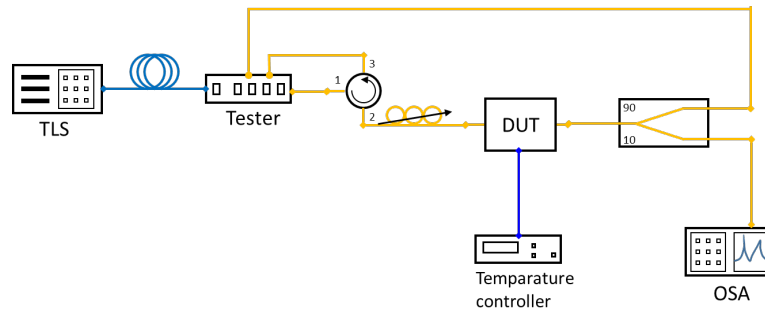 3
1
2
90
10
TLS
Tester
DUT
Temparature
controller
OSA